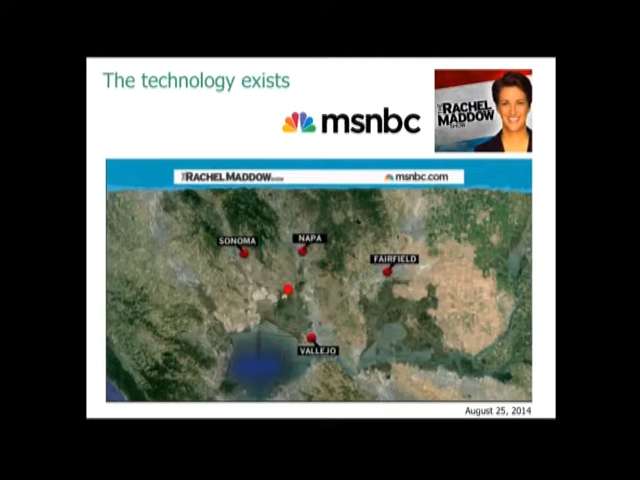 The technology exists
msnbc
THE
RACHEL
MADDOW
SHOW
THE RACHEL MADDOW SHOW
msnbc.com
SONOMA
NAPA
FAIRFIELD
VALLEJO
August 25, 2014